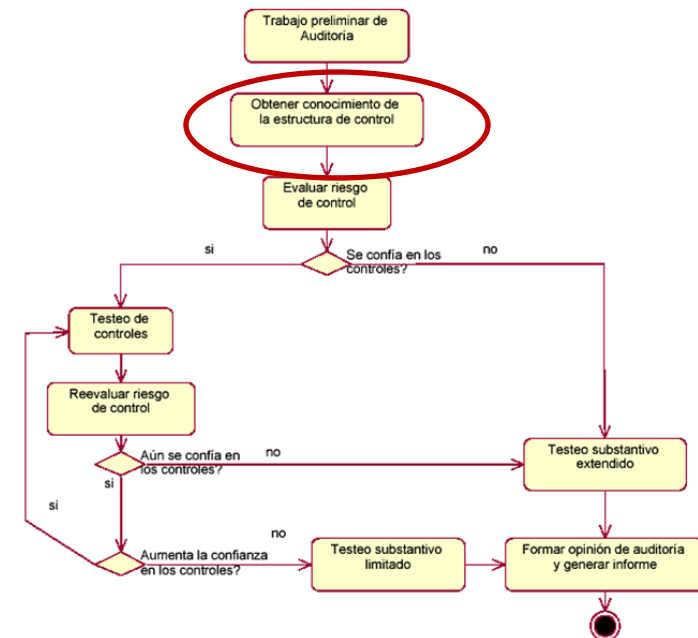 Trabajo preliminar de
Auditoría
Obtener conocimiento de
la estructura de control
Evaluar riesgo
de control
si
Se confía en los
controles?
no
Testeo de
controles
Reevaluar riesgo
de control
Aún se confía en
los controles?
no
si
Testeo substantivo
extendido
si
Aumenta la confianza
en los controles?
no
Testeo substantivo
limitado
Formar opinión de auditoría
y generar informe